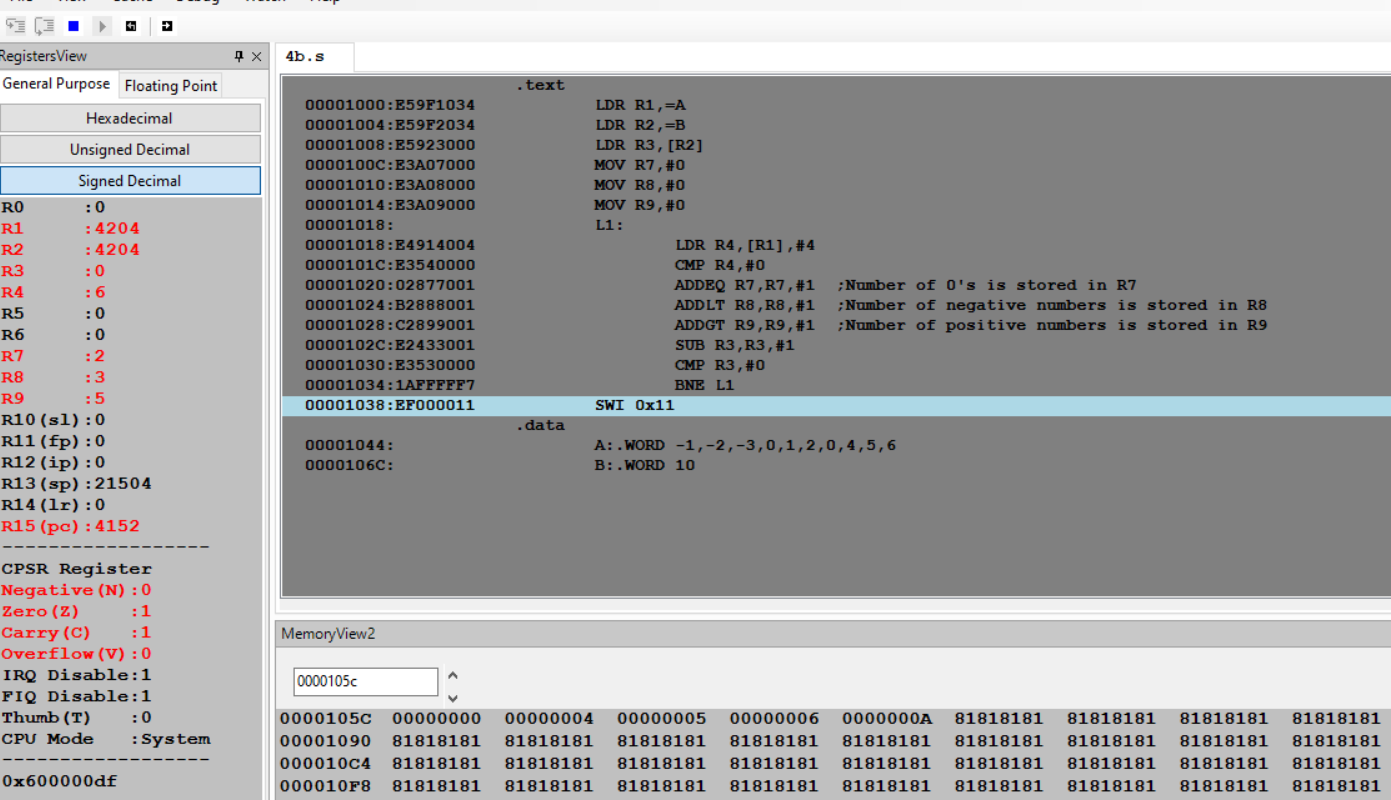 RegistersView
General Purpose Floating Point
Hexadecimal
Unsigned Decimal
Signed Decimal
R0 :0
R1 :4204
R2 :4204
R3 :0
R4 :6
R5 :0
R6 :0
R7 :2
R8 :3
R9 :5
R10(sl):0
R11(fp):0
R12(ip):0
R13(sp):21504
R14(lr):0
R15(pc):4152
-------------------
CPSR Register
Negative(N):0
Zero(Z) :1
Carry(C) :1
Overflow(V):0
IRQ Disable:1
FIQ Disable:1
Thumb(T) :0
CPU Mode :System
-------------------
0x600000df
4b.s
.text
00001000:E59F1034 LDR R1,=A
00001004:E59F2034 LDR R2,=B
00001008:E5923000 LDR R3,[R2]
0000100C:E3A07000 MOV R7,#0
00001010:E3A08000 MOV R8,#0
00001014:E3A09000 MOV R9,#0
00001018: L1:
00001018:E4914004 LDR R4,[R1],#4
0000101C:E3540000 CMP R4,#0
00001020:02877001 ADDEQ R7,R7,#1 ;Number of 0's is stored in R7
00001024:B2888001 ADDLT R8,R8,#1 ;Number of negative numbers is stored in R8
00001028:C2899001 ADDGT R9,R9,#1 ;Number of positive numbers is stored in R9
0000102C:E2433001 SUB R3,R3,#1
00001030:E3530000 CMP R3,#0
00001034:1AFFFFF7 BNE L1
00001038:EF000011 SWI 0x11
.data
00001044: A:.WORD -1,-2,-3,0,1,2,0,4,5,6
0000106C: B:.WORD 10
MemoryView2
0000105c
0000105C 00000000 00000004 00000005 00000006 0000000A 81818181 81818181 81818181 81818181
00001090 81818181 81818181 81818181 81818181 81818181 81818181 81818181 81818181 81818181
000010C4 81818181 81818181 81818181 81818181 81818181 81818181 81818181 81818181 81818181
000010F8 81818181 81818181 81818181 81818181 81818181 81818181 81818181 81818181 81818181